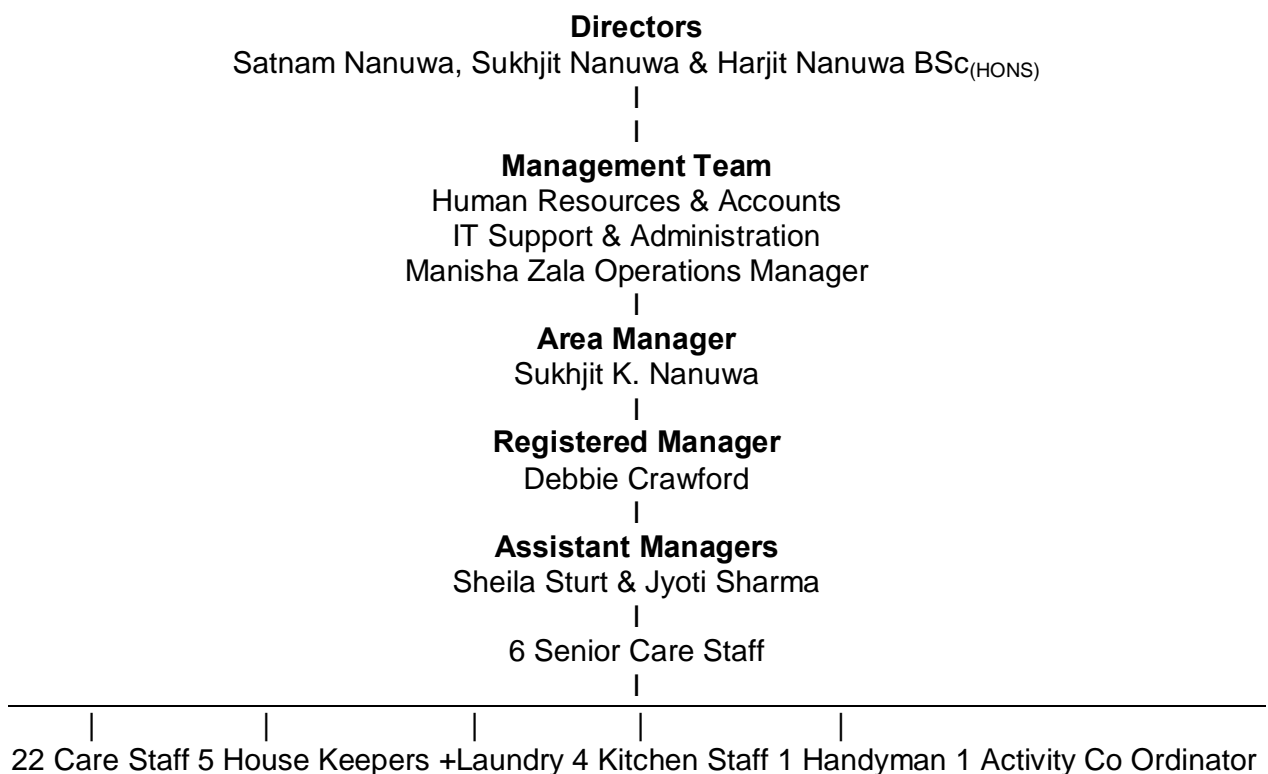 Directors
Satnam Nanuwa, Sukhjit Nanuwa & Harjit Nanuwa BSc(HONS)
Management Team
Human Resources & Accounts
IT Support & Administration
Manisha Zala Operations Manager
Area Manager
Sukhjit K. Nanuwa
Registered Manager
Debbie Crawford
Assistant Managers
Sheila Sturt & Jyoti Sharma
6 Senior Care Staff
22 Care Staff 5 House Keepers +Laundry 4 Kitchen Staff 1 Handyman 1 Activity Co Ordinator